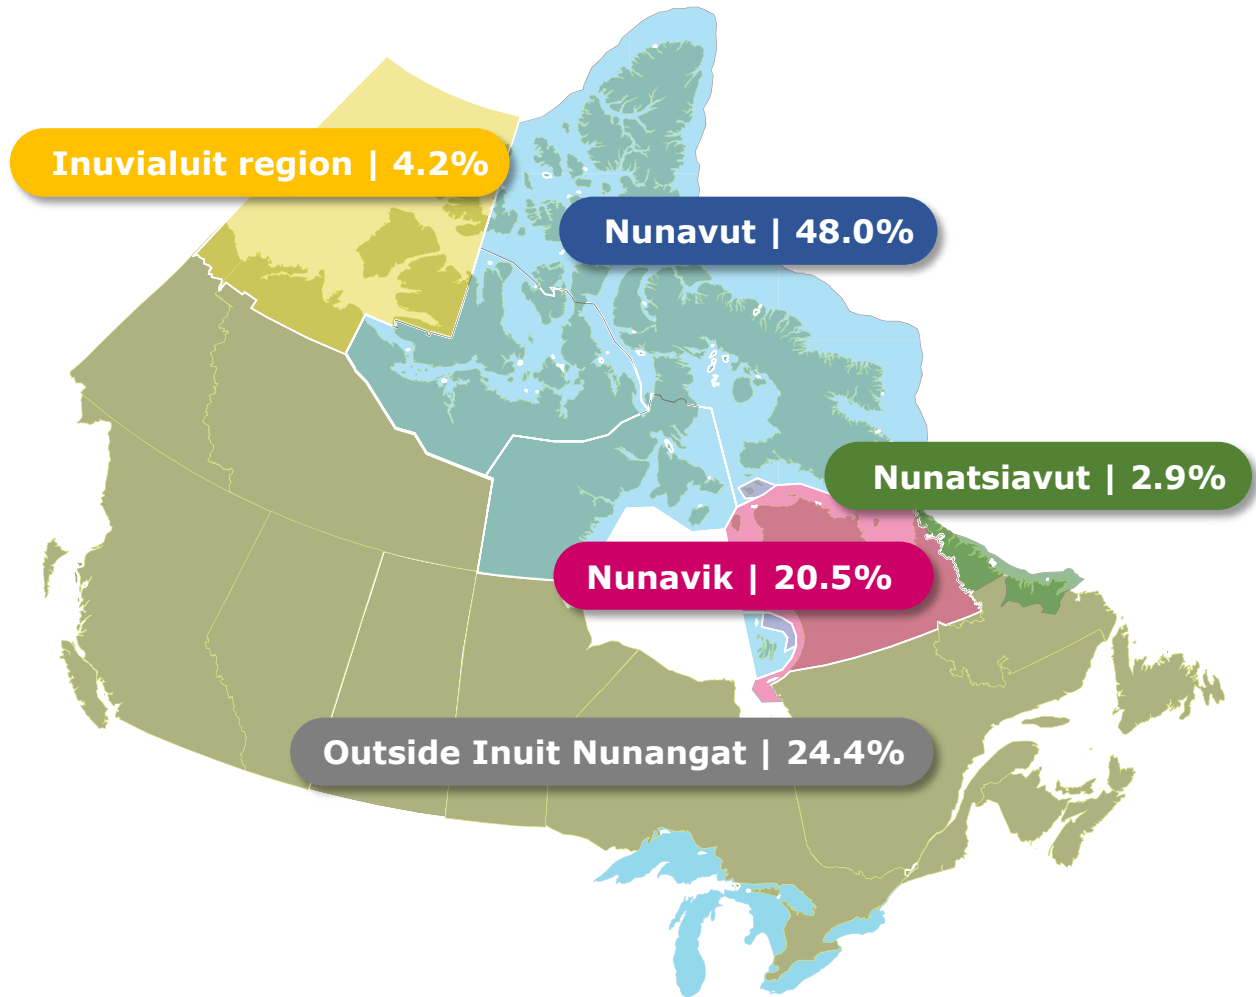 Inuvialuit region | 4.2%
Nunavut | 48.0%
Nunatsiavut | 2.9%
Nunavik | 20.5%
Outside Inuit Nunangat | 24.4%